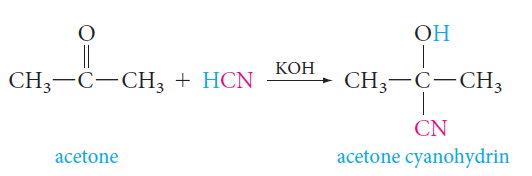 O OH
CH₃—C—CH₃ + HCN KOH CH₃—C—CH₃
CN
acetone acetone cyanohydrin